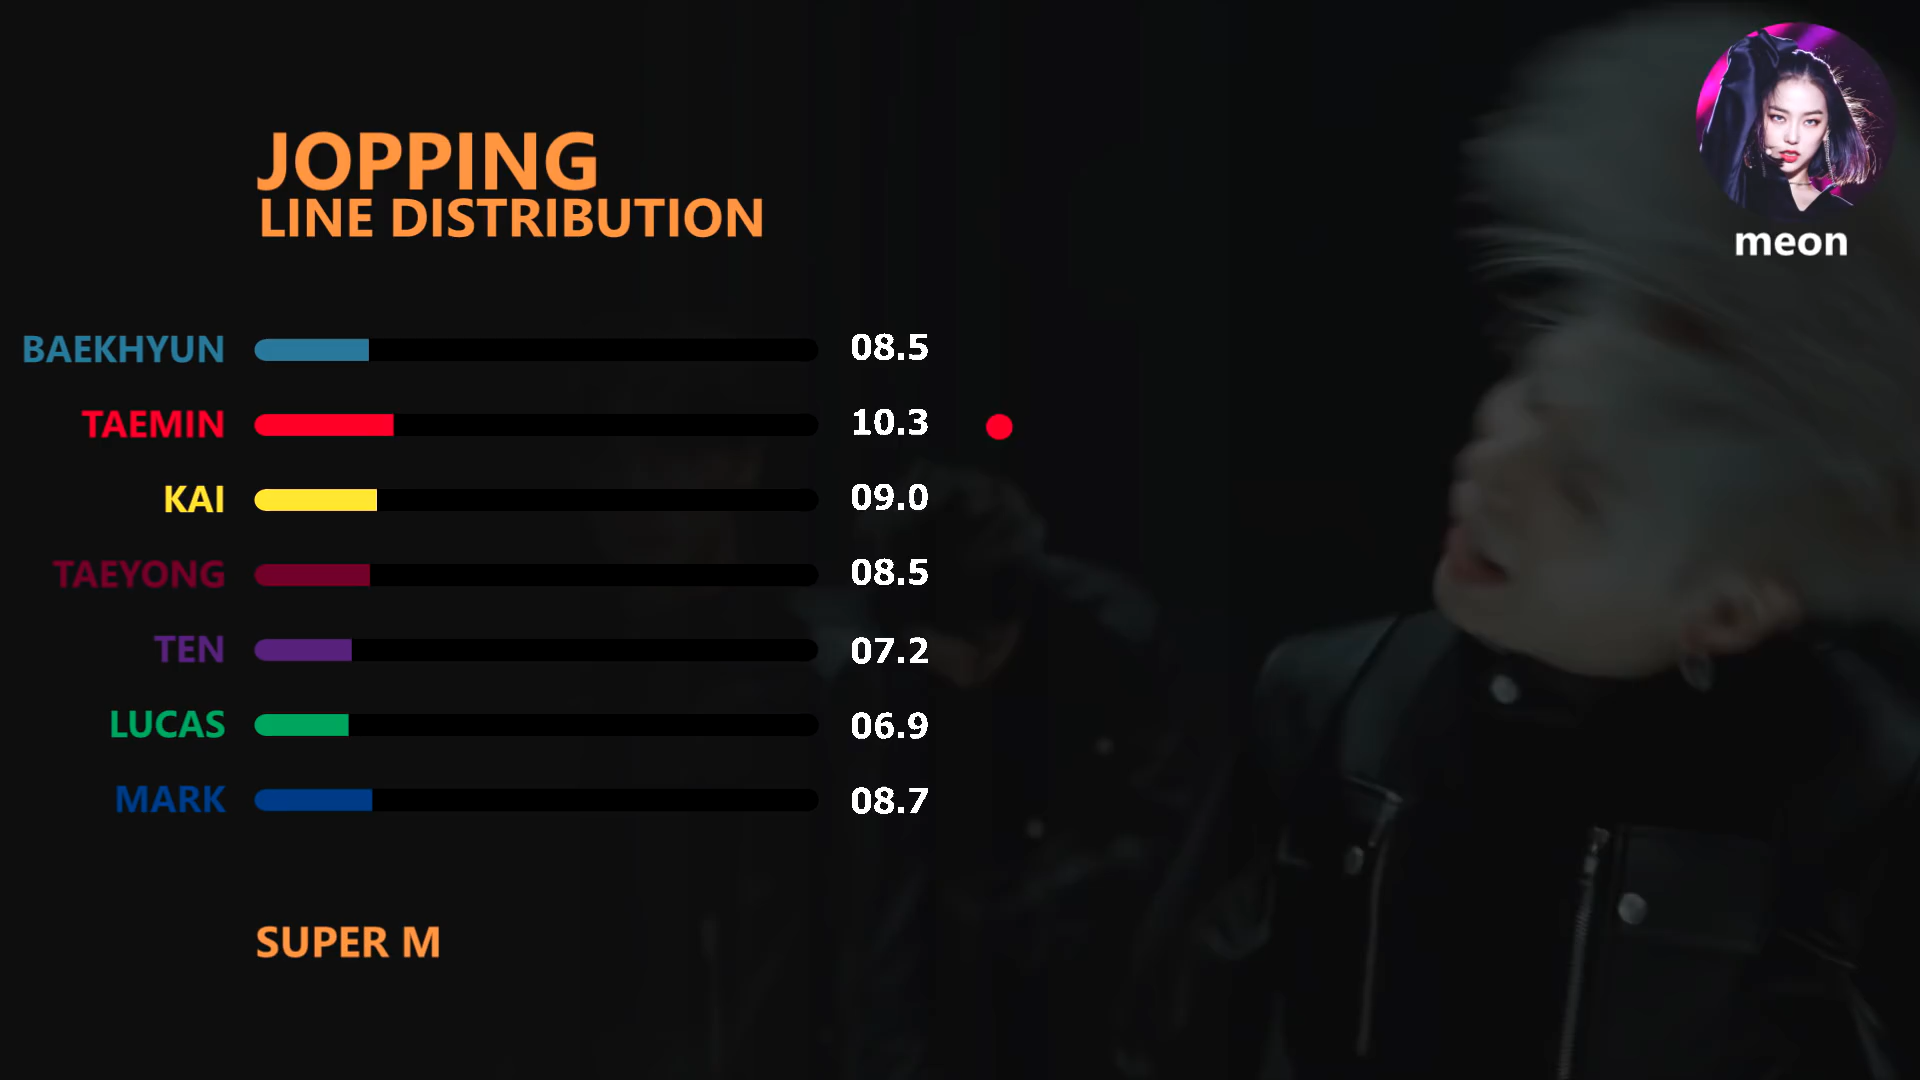 JOPPING
LINE DISTRIBUTION
meon
BAEKHYUN 08.5
TAEMIN 10.3
KAI 09.0
TAEYONG 08.5
TEN 07.2
LUCAS 06.9
MARK 08.7
SUPER M